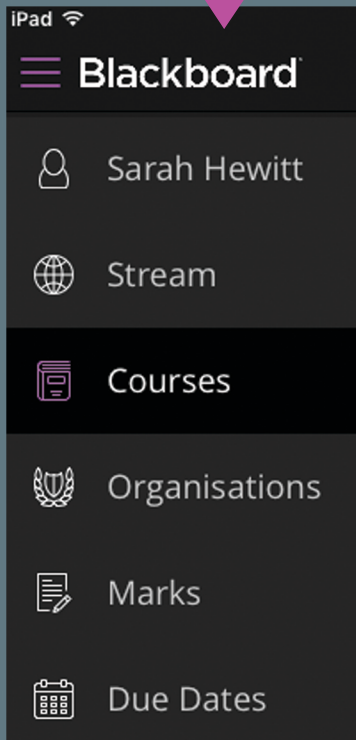 iPad
Blackboard
Sarah Hewitt
Stream
Courses
Organisations
Marks
Due Dates